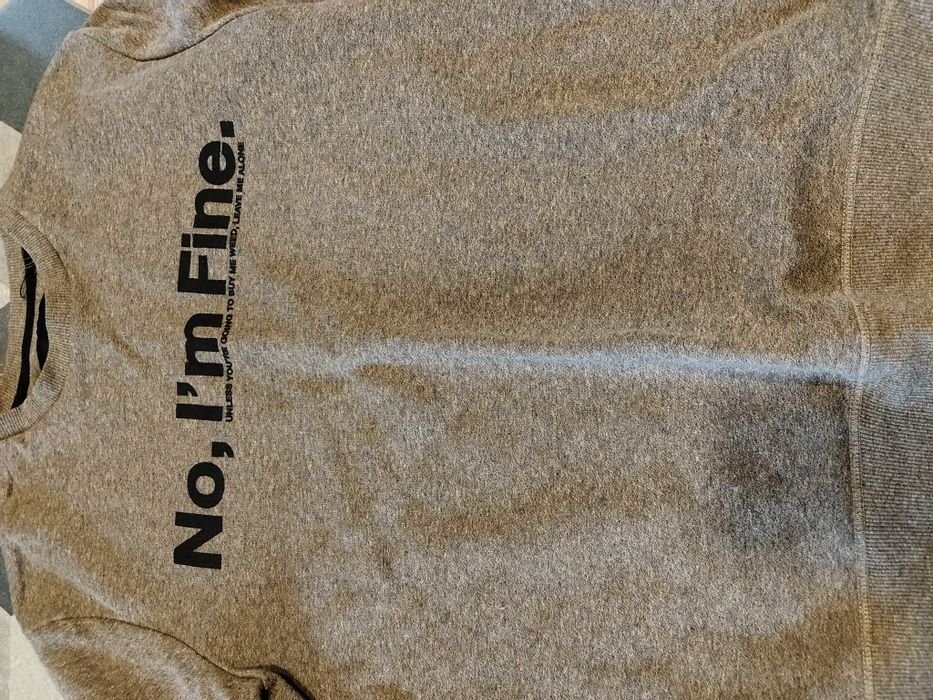 No, I'm Fine.
UNLESS YOU'RE GOING TO BUY ME WEED, LEAVE ME ALONE